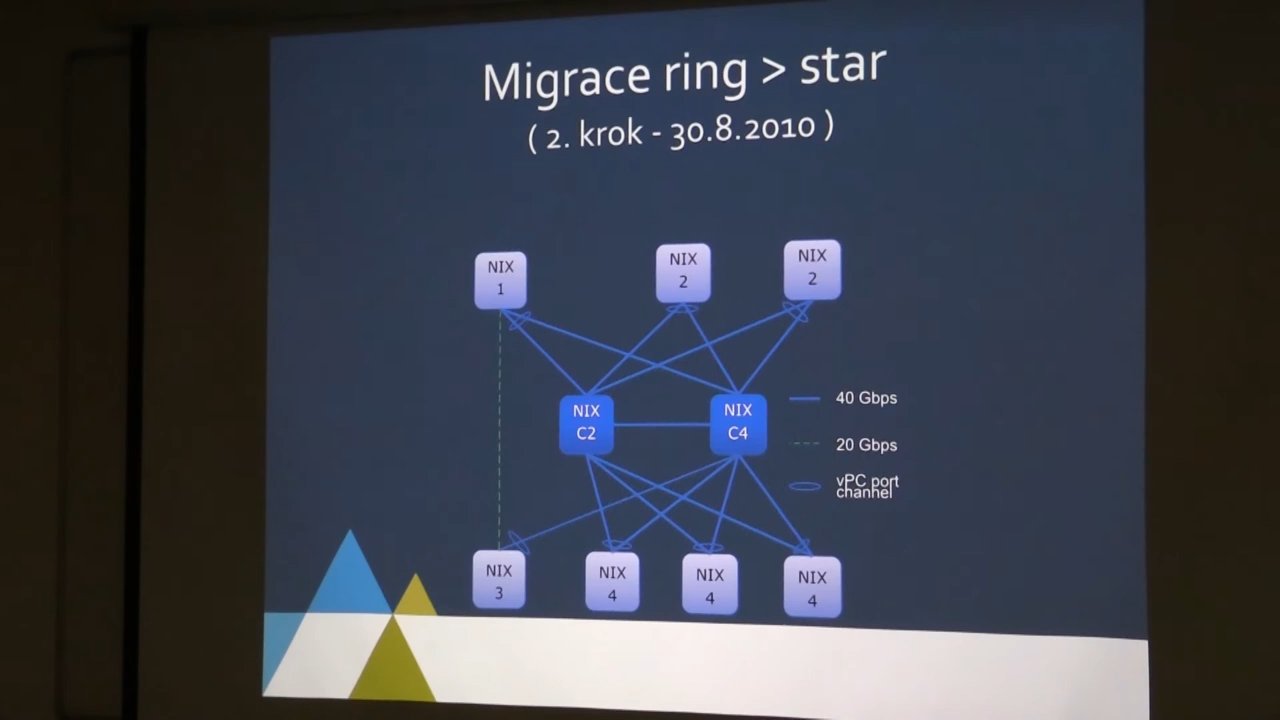 Migrace ring > star
( 2. krok - 30.8.2010 )
NIX
1
NIX
2
NIX
2
NIX
C2
NIX
C4
40 Gbps
20 Gbps
vPC port
channel
NIX
3
NIX
4
NIX
4
NIX
4